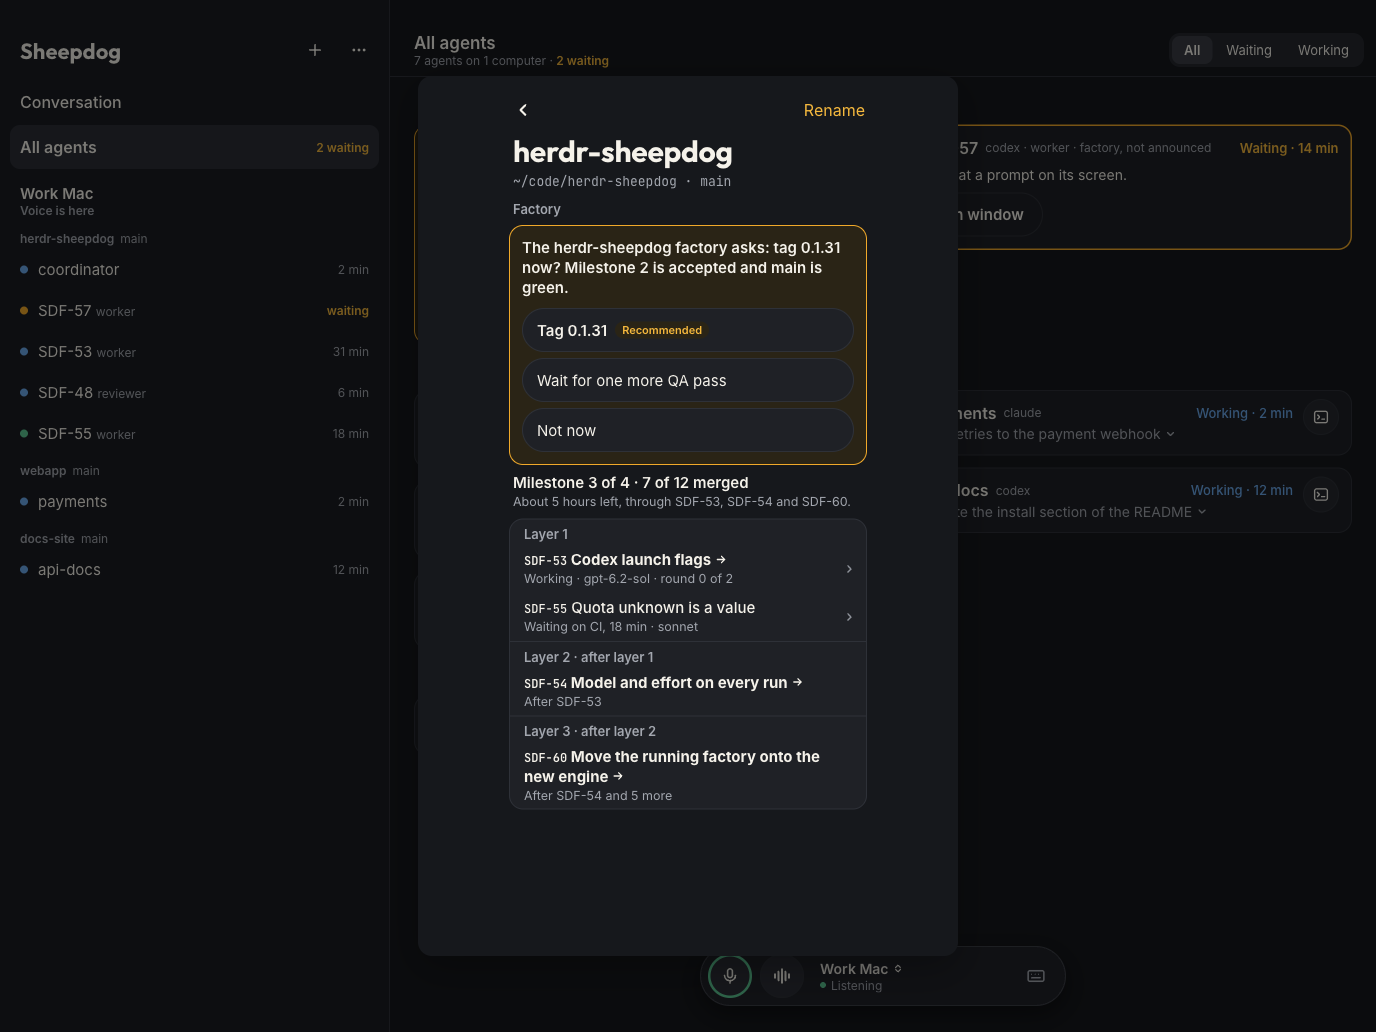 Sheepdog
Conversation
All agents 2 waiting
Work Mac
Voice is here
herdr-sheepdog main
coordinator 2 min
SDF-57 worker waiting
SDF-53 worker 31 min
SDF-48 reviewer 6 min
SDF-55 worker 18 min
webapp main
payments 2 min
docs-site main
api-docs 12 min
All agents
7 agents on 1 computer · 2 waiting
All Waiting Working
Rename
herdr-sheepdog
~/code/herdr-sheepdog · main
Factory
The herdr-sheepdog factory asks: tag 0.1.31
now? Milestone 2 is accepted and main is
green.
Tag 0.1.31 Recommended
Wait for one more QA pass
Not now
Milestone 3 of 4 · 7 of 12 merged
About 5 hours left, through SDF-53, SDF-54 and SDF-60.
Layer 1
SDF-53 Codex launch flags →
Working · gpt-6.2-sol · round 0 of 2
SDF-55 Quota unknown is a value
Waiting on CI, 18 min · sonnet
Layer 2 · after layer 1
SDF-54 Model and effort on every run →
After SDF-53
Layer 3 · after layer 2
SDF-60 Move the running factory onto the
new engine →
After SDF-54 and 5 more
57 codex · worker · factory, not announced Waiting · 14 min
at a prompt on its screen.
window
claude Working · 2 min
etries to the payment webhook
codex Working · 12 min
the install section of the README
Work Mac
Listening